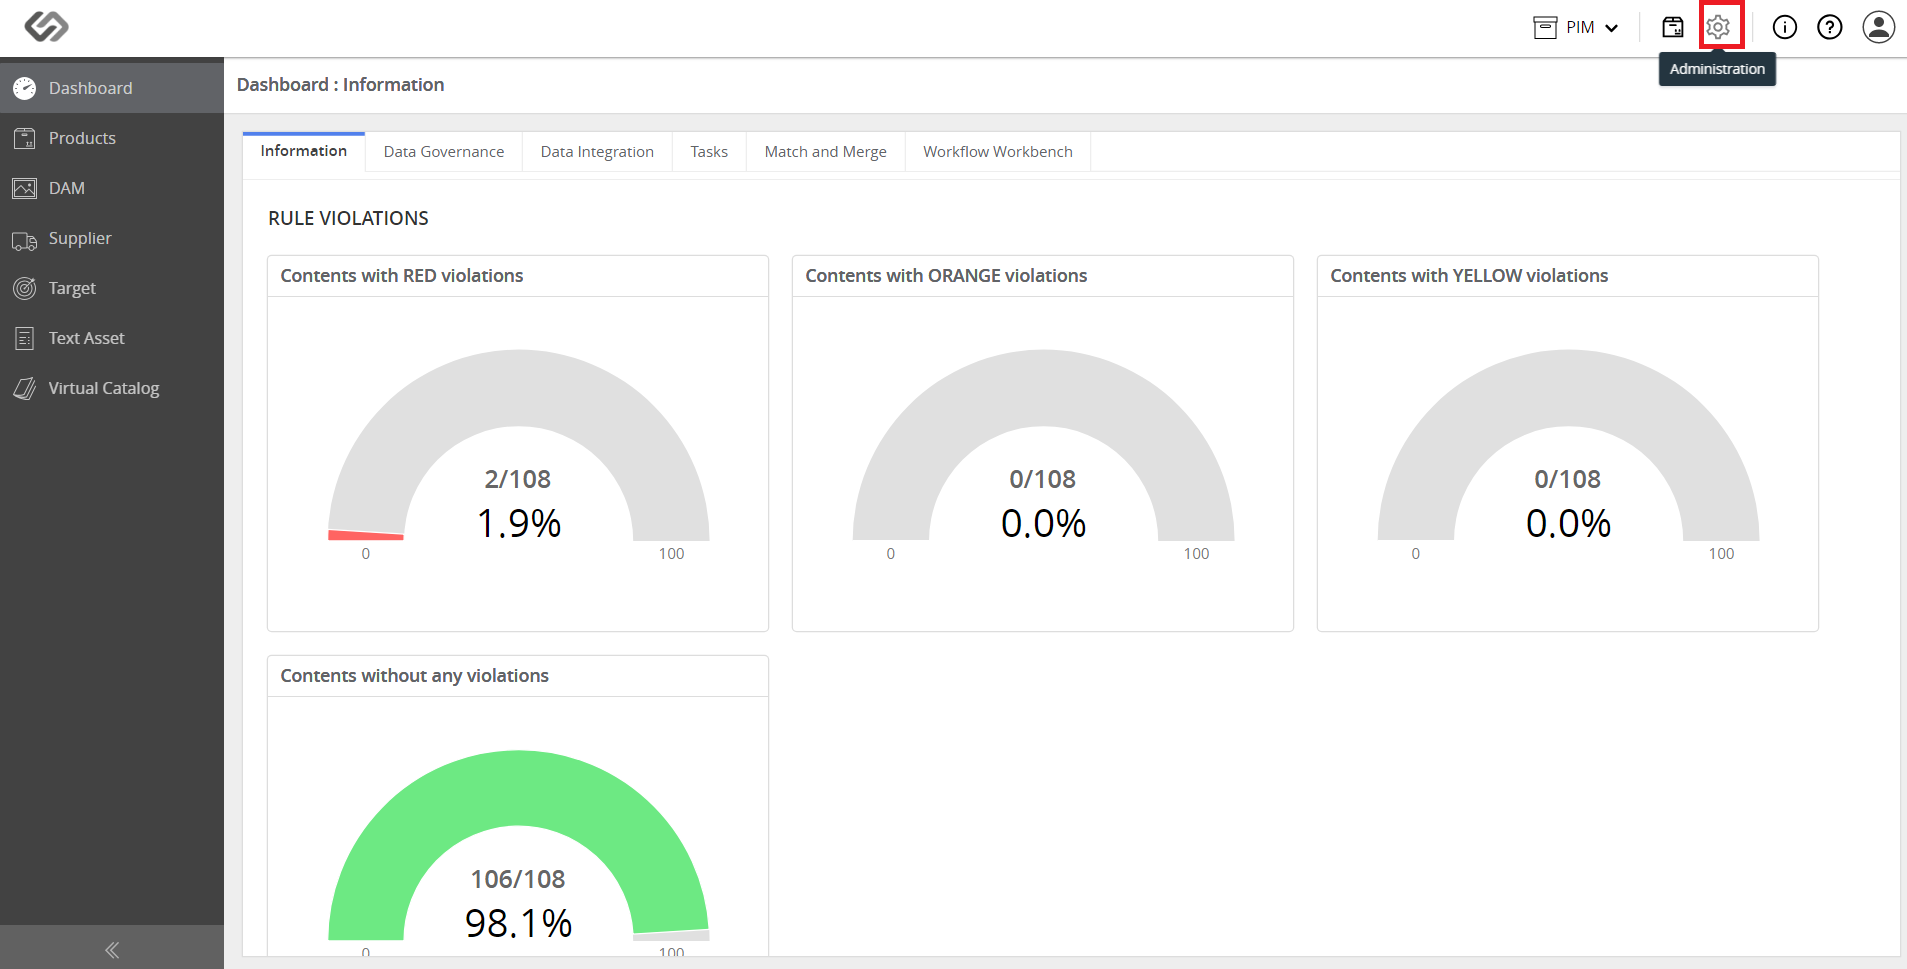 PIM
Administration
Dashboard
Products
DAM
Supplier
Target
Text Asset
Virtual Catalog
Dashboard : Information
Information
Data Governance
Data Integration
Tasks
Match and Merge
Workflow Workbench
RULE VIOLATIONS
Contents with RED violations
2/108
1.9%
0
100
Contents with ORANGE violations
0/108
0.0%
0
100
Contents with YELLOW violations
0/108
0.0%
0
100
Contents without any violations
106/108
98.1%
0
100